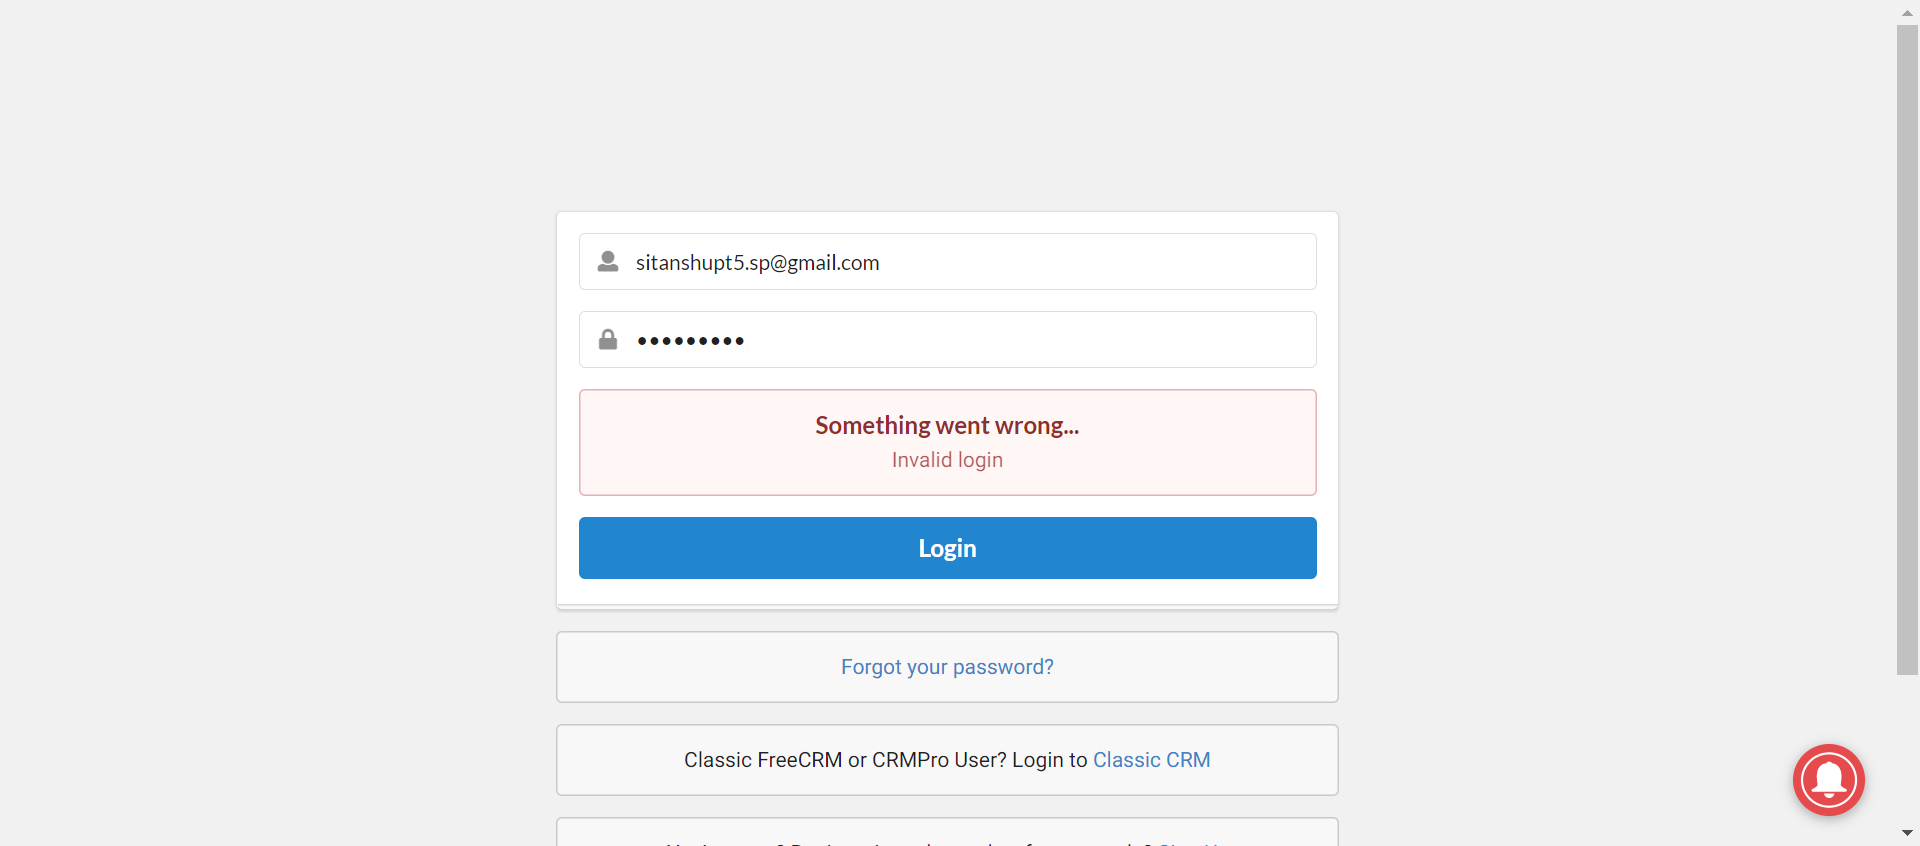 sitanshupt5.sp@gmail.com
•••••••••
Something went wrong...
Invalid login
Login
Forgot your password?
Classic FreeCRM or CRMPro User? Login to Classic CRM